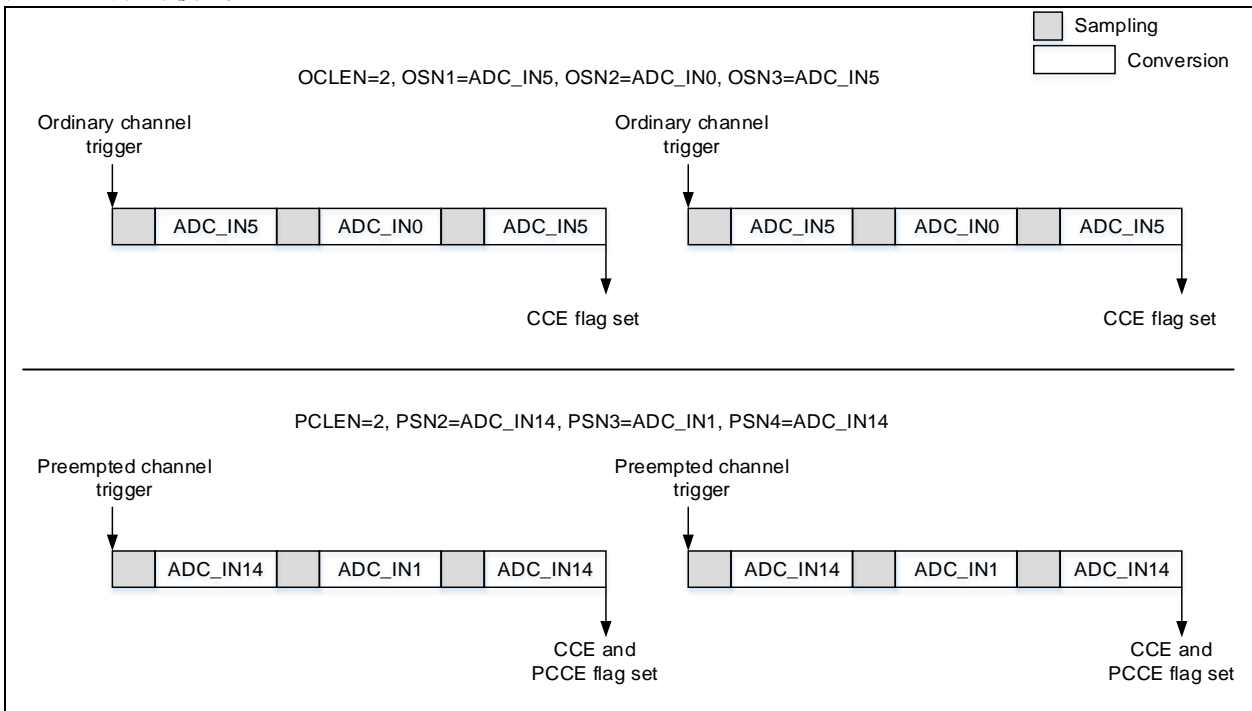 Sampling
Conversion
OCLEN=2, OSN1=ADC_IN5, OSN2=ADC_IN0, OSN3=ADC_IN5
Ordinary channel
trigger
Ordinary channel
trigger
ADC_IN5
ADC_IN0
ADC_IN5
ADC_IN5
ADC_IN0
ADC_IN5
CCE flag set
CCE flag set
PCLEN=2, PSN2=ADC_IN14, PSN3=ADC_IN1, PSN4=ADC_IN14
Preempted channel
trigger
Preempted channel
trigger
ADC_IN14
ADC_IN1
ADC_IN14
ADC_IN14
ADC_IN1
ADC_IN14
CCE and
PCCE flag set
CCE and
PCCE flag set